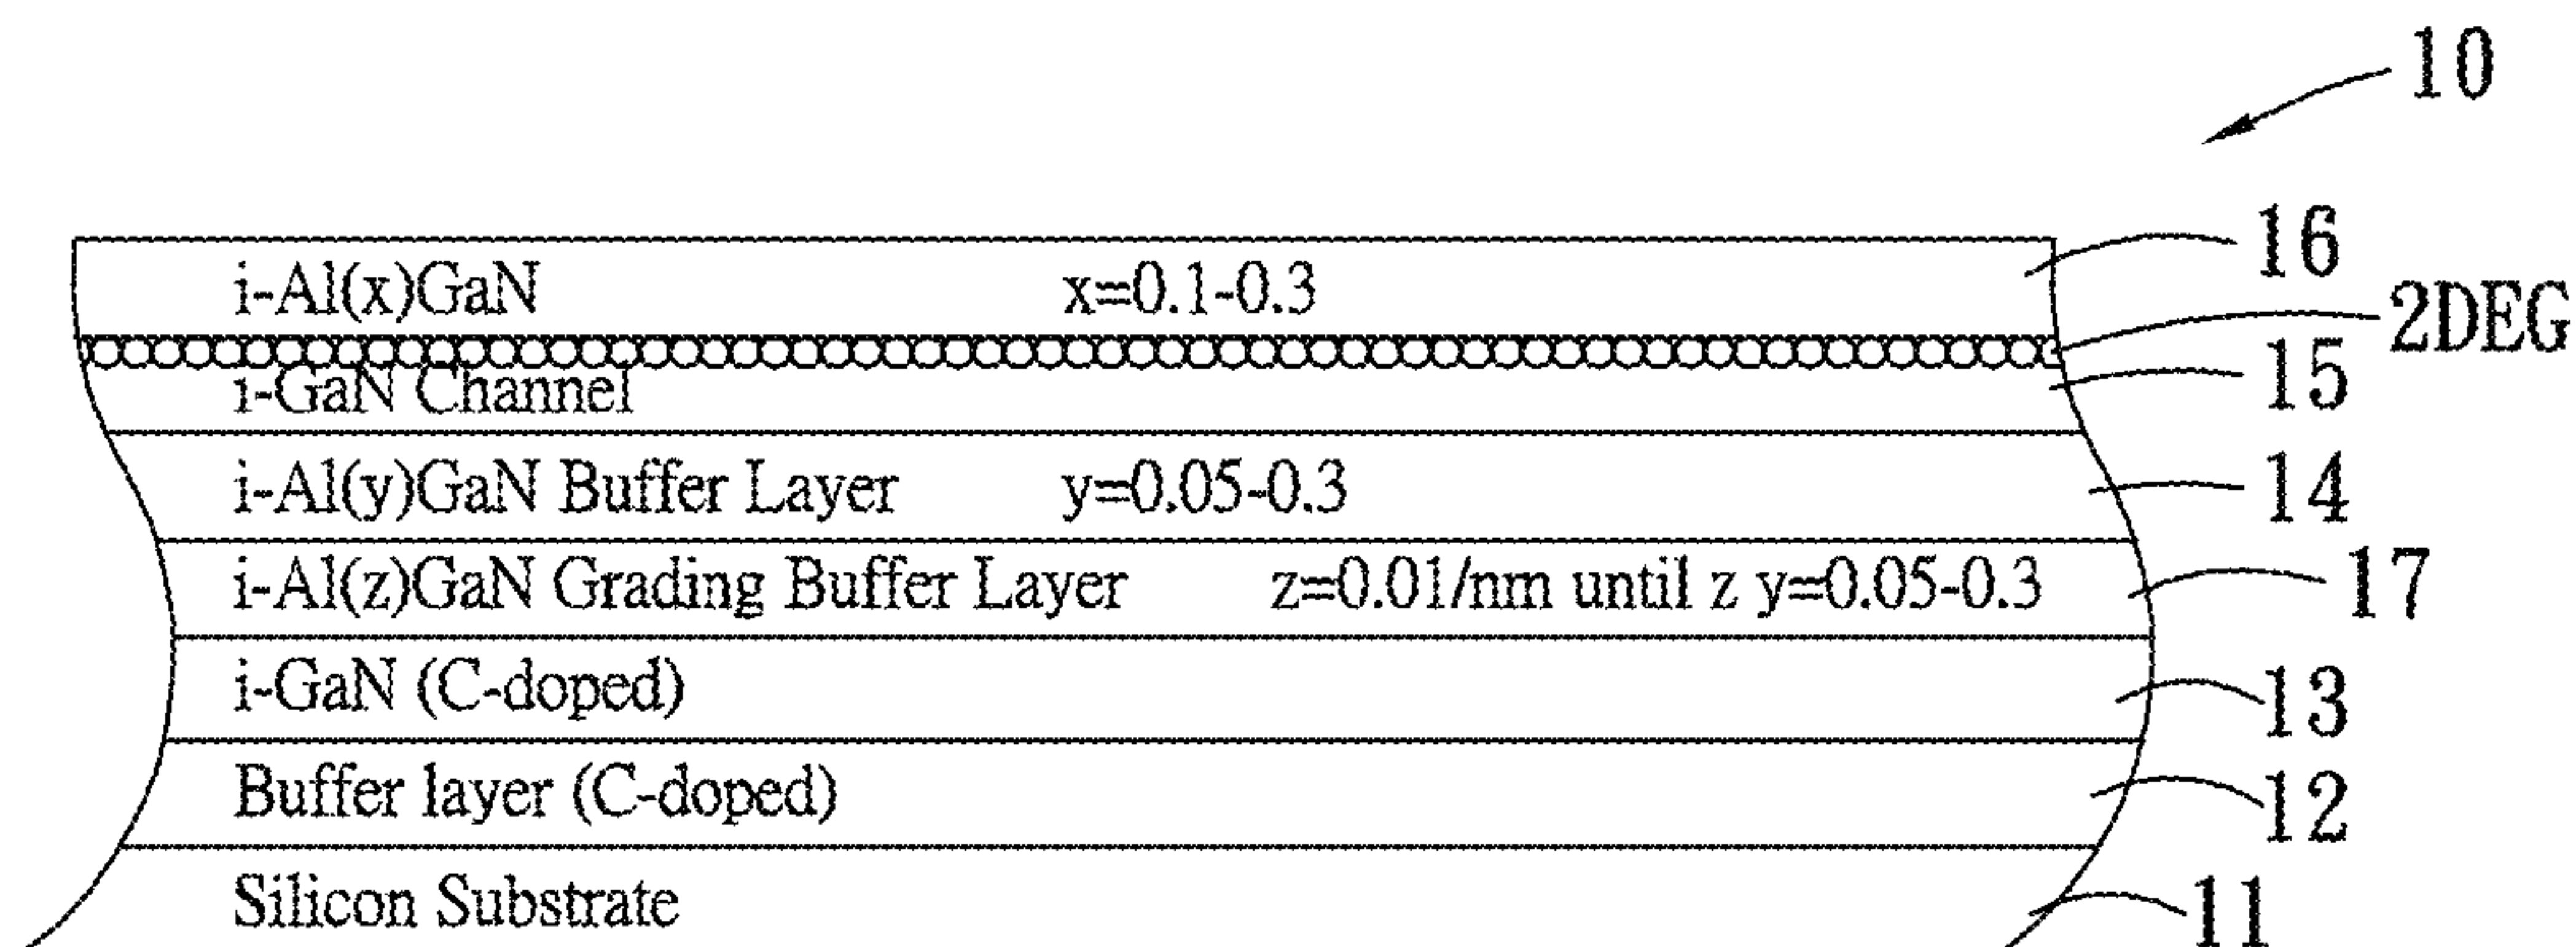 10
i-Al(x)GaN x=0.1-0.3 16
2DEG
i-GaN Channel 15
i-Al(y)GaN Buffer Layer y=0.05-0.3 14
i-Al(z)GaN Grading Buffer Layer z=0.01/nm until z y=0.05-0.3 17
i-GaN (C-doped) 13
Buffer layer (C-doped) 12
Silicon Substrate 11